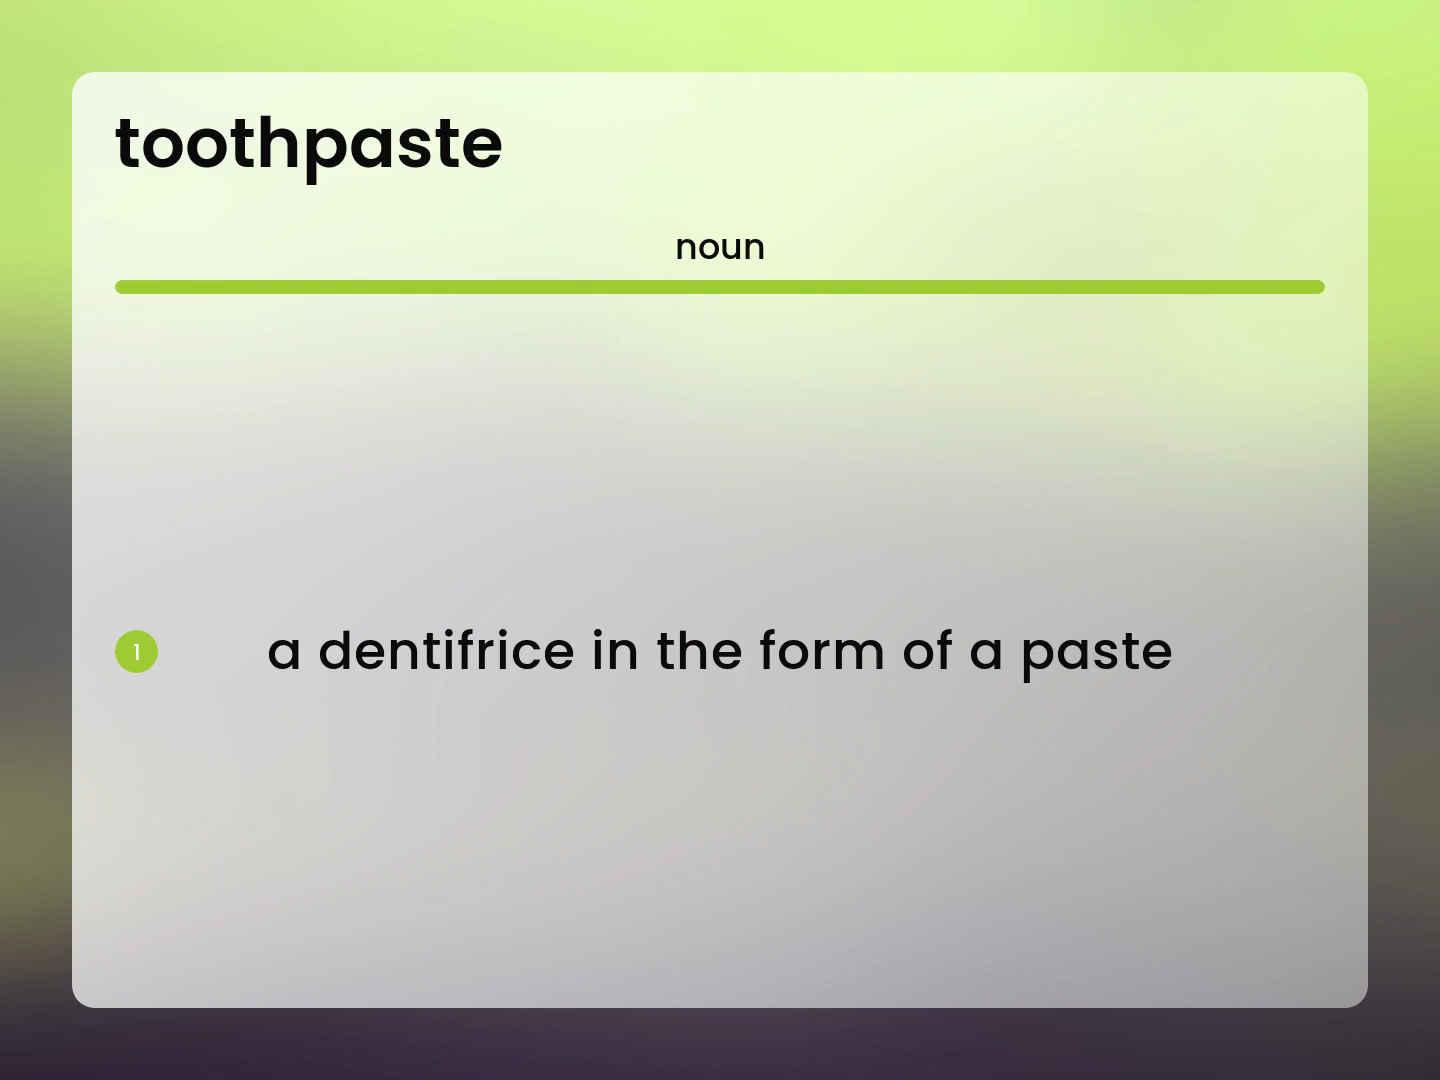 toothpaste
noun
1 a dentifrice in the form of a paste